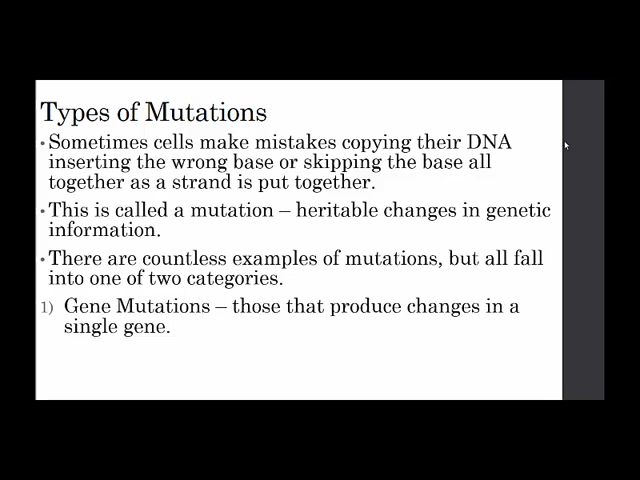 Types of Mutations
• Sometimes cells make mistakes copying their DNA
inserting the wrong base or skipping the base all
together as a strand is put together.
• This is called a mutation – heritable changes in genetic
information.
• There are countless examples of mutations, but all fall
into one of two categories.
1) Gene Mutations – those that produce changes in a
single gene.